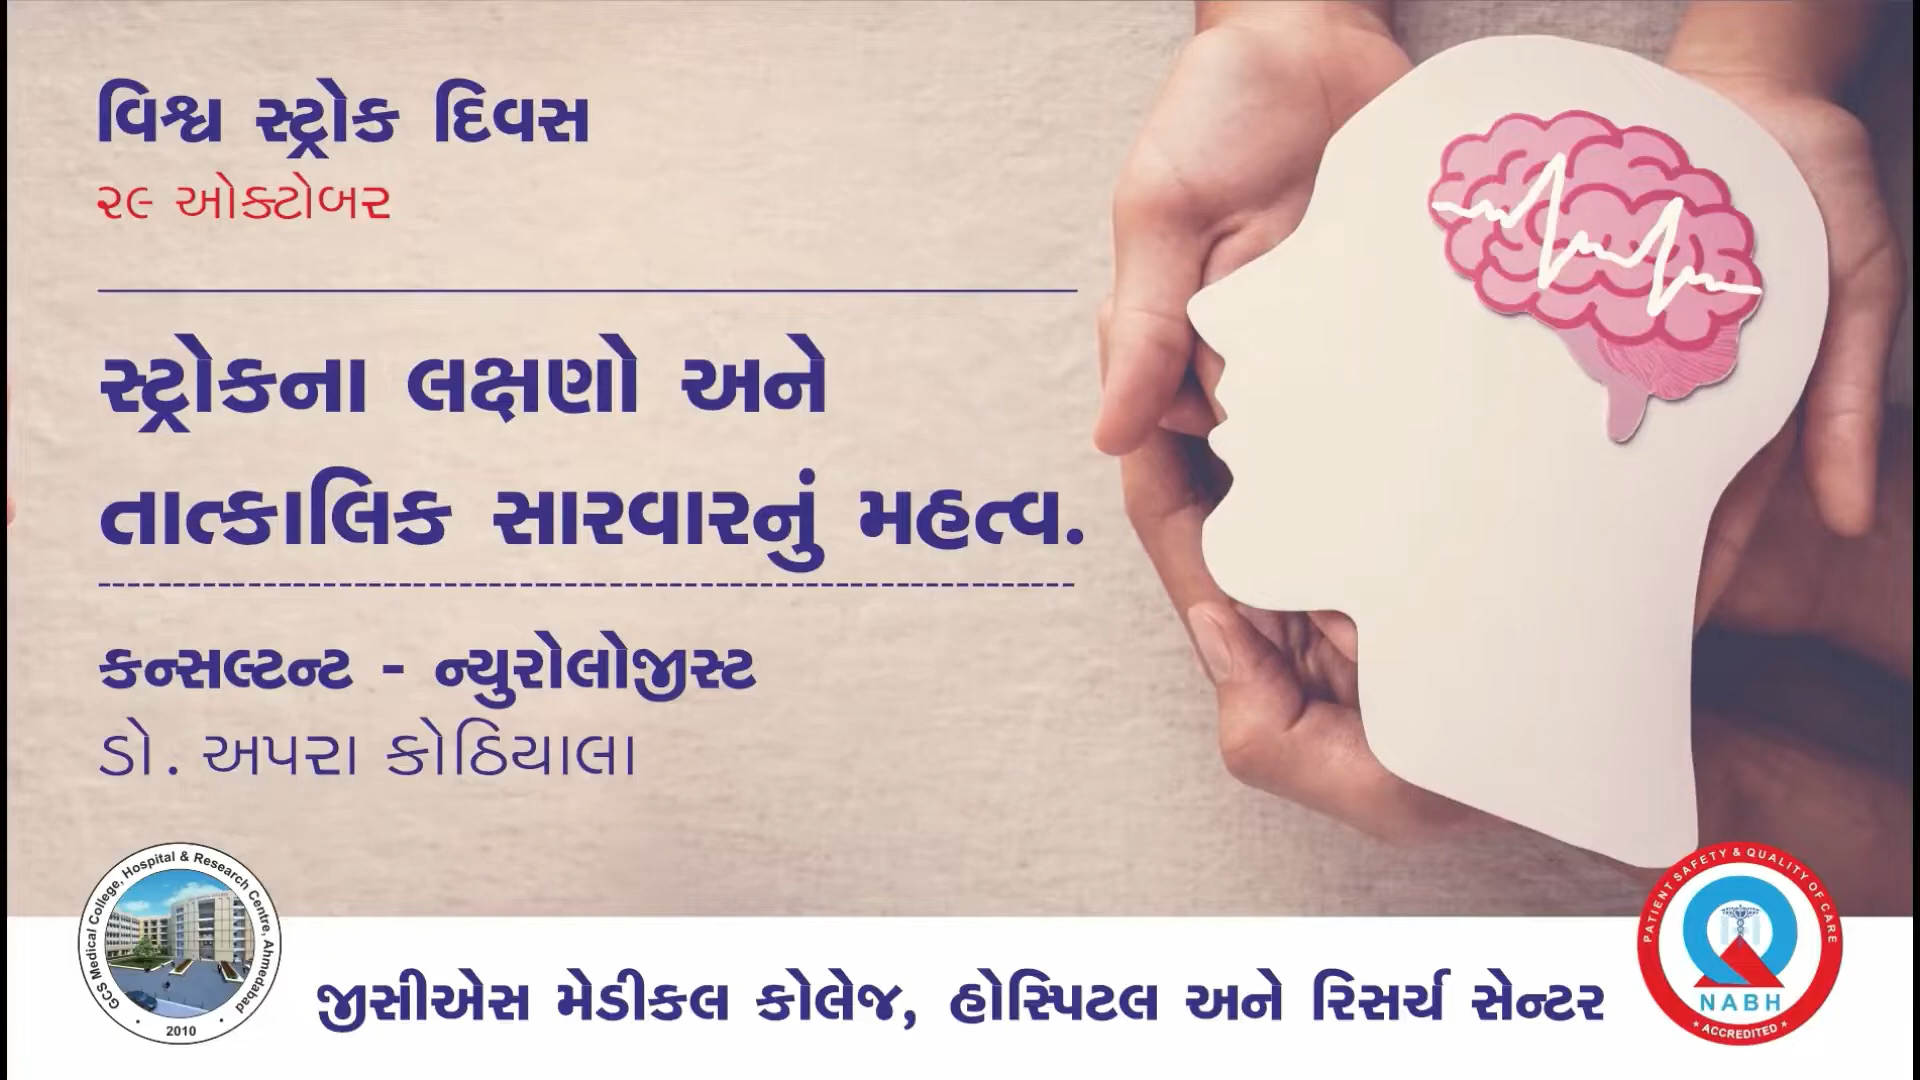 વિશ્વ સ્ટ્રોક દિવસ
૨૯ ઓક્ટોબર
સ્ટ્રોકના લક્ષણો અને
તાત્કાલિક સારવારનું મહત્વ.
કન્સલ્ટન્ટ - ન્યુરોલોજીસ્ટ
ડો. અપરા કોઠિયાલા
GCS Medical College, Hospital & Research Centre, Ahmedabad
2010
જીસીએસ મેડીકલ કોલેજ, હોસ્પિટલ અને રિસર્ચ સેન્ટર
PATIENT SAFETY & QUALITY OF CARE
NABH
ACCREDITED